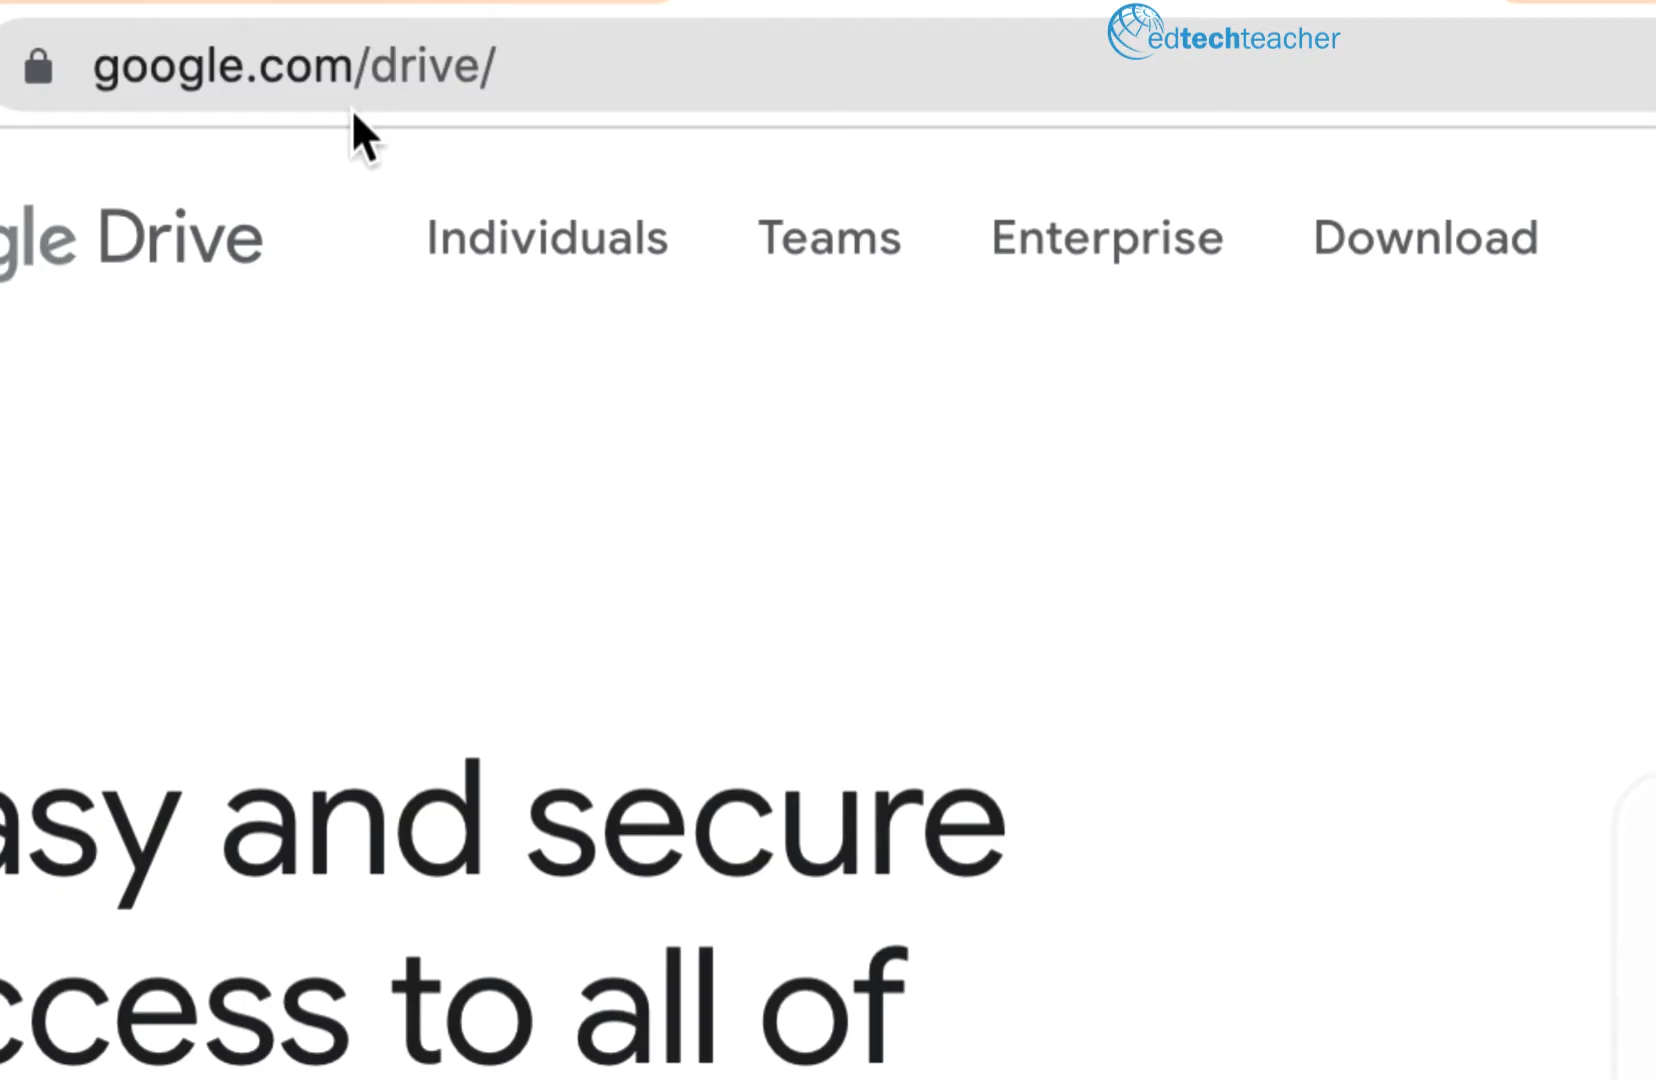 edtechteacher
google.com/drive/
gle Drive Individuals Teams Enterprise Download
asy and secure
ccess to all of